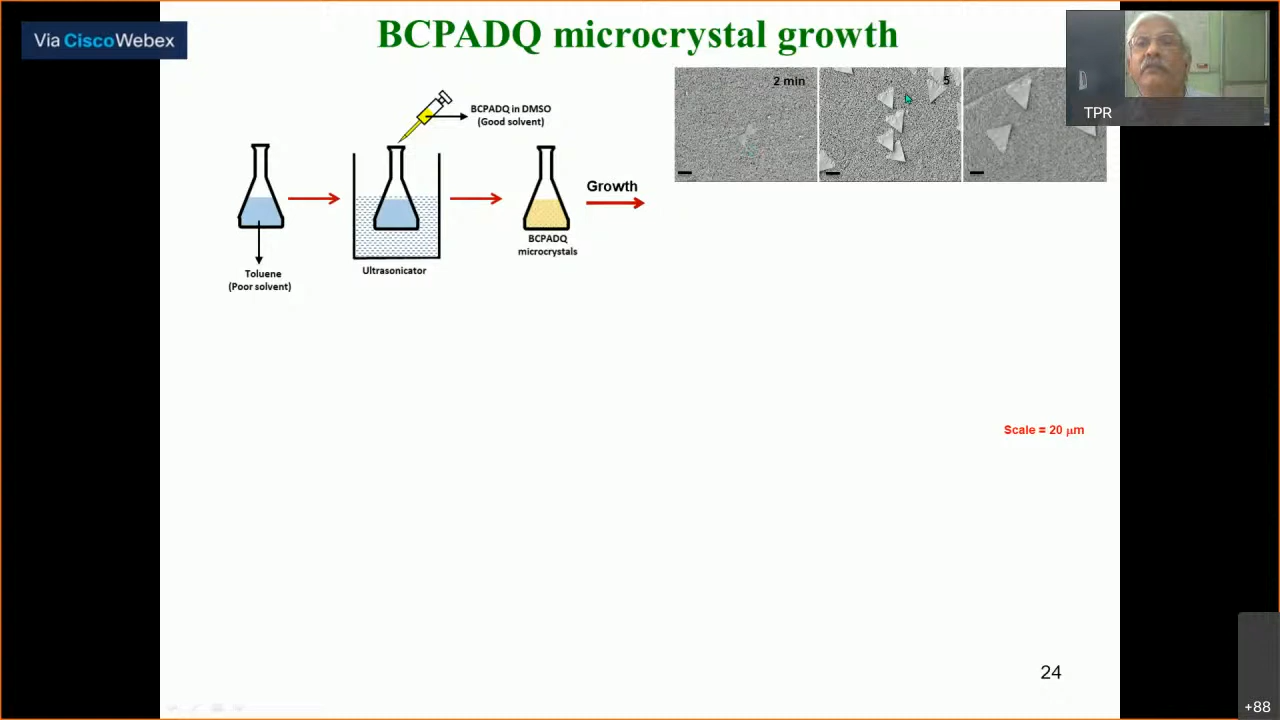 Via CiscoWebex
BCPADQ microcrystal growth
TPR
2 min
5
BCPADQ in DMSO
(Good solvent)
Growth
BCPADQ
microcrystals
Toluene
(Poor solvent)
Ultrasonicator
Scale = 20 μm
24
+88